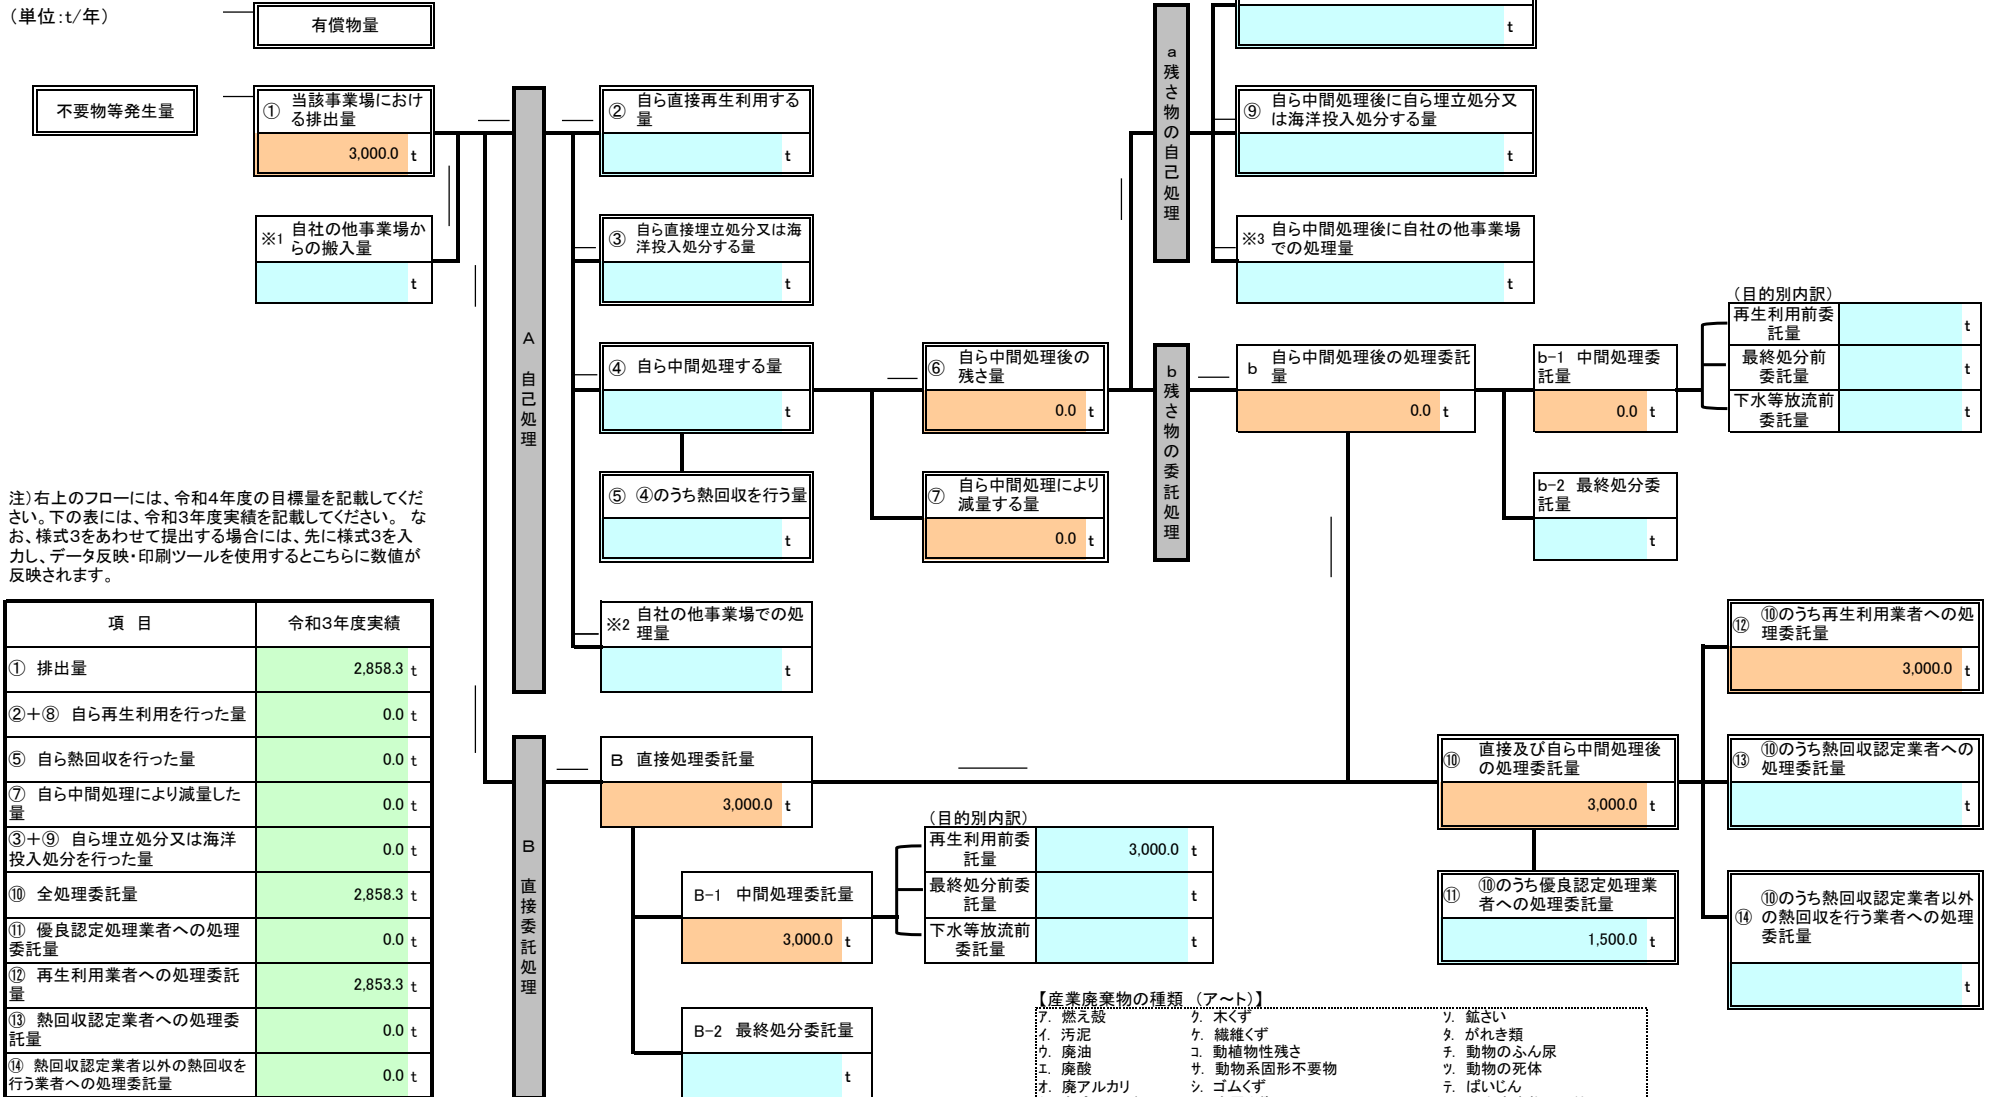 （単位：t/年）
有償物量
t
不要物等発生量
① 当該事業場におけ
る排出量
3,000.0 t
※1 自社の他事業場か
らの搬入量
t
A 自己処理
② 自ら直接再生利用する
量
t
③ 自ら直接埋立処分又は海
洋投入処分する量
t
④ 自ら中間処理する量
t
⑤ ④のうち熱回収を行う量
t
※2 自社の他事業場での処
理量
t
⑥ 自ら中間処理後の
残さ量
0.0 t
⑦ 自ら中間処理により
減量する量
0.0 t
a 残さ物の自己処理
⑨ 自ら中間処理後に自ら埋立処分又
は海洋投入処分する量
t
※3 自ら中間処理後に自社の他事業場
での処理量
t
b 残さ物の委託処理
b 自ら中間処理後の処理委託
量
0.0 t
b-1 中間処理委
託量
0.0 t
b-2 最終処分委
託量
t
（目的別内訳）
再生利用前委
託量
t
最終処分前
委託量
t
下水等放流前
委託量
t
注）右上のフローには、令和4年度の目標量を記載してくだ
さい。下の表には、令和3年度実績を記載してください。 な
お、様式3をあわせて提出する場合には、先に様式3を入
力し、データ反映・印刷ツールを使用するとこちらに数値が
反映されます。
項 目 令和3年度実績
① 排出量 2,858.3 t
②＋⑧ 自ら再生利用を行った量 0.0 t
⑤ 自ら熱回収を行った量 0.0 t
⑦ 自ら中間処理により減量した
量 0.0 t
③＋⑨ 自ら埋立処分又は海洋
投入処分を行った量 0.0 t
⑩ 全処理委託量 2,858.3 t
⑪ 優良認定処理業者への処理
委託量 0.0 t
⑫ 再生利用業者への処理委託
量 2,853.3 t
⑬ 熱回収認定業者への処理委
託量 0.0 t
⑭ 熱回収認定業者以外の熱回収を
行う業者への処理委託量 0.0 t
B 直接委託処理
B 直接処理委託量
3,000.0 t
B-1 中間処理委託量
3,000.0 t
B-2 最終処分委託量
t
（目的別内訳）
再生利用前委
託量
3,000.0 t
最終処分前委
託量
t
下水等放流前
委託量
t
⑩ 直接及び自ら中間処理後
の処理委託量
3,000.0 t
⑪ ⑩のうち優良認定処理業
者への処理委託量
1,500.0 t
⑫ ⑩のうち再生利用業者への処
理委託量
3,000.0 t
⑬ ⑩のうち熱回収認定業者への
処理委託量
t
⑭ ⑩のうち熱回収認定業者以外
の熱回収を行う業者への処理
委託量
t
【産業廃棄物の種類 （ア～ト）】
ア. 燃え殻 ク. 木くず ソ. 鉱さい
イ. 汚泥 ケ. 繊維くず タ. がれき類
ウ. 廃油 コ. 動植物性残さ チ. 動物のふん尿
エ. 廃酸 サ. 動物系固形不要物 ツ. 動物の死体
オ. 廃アルカリ シ. ゴムくず テ. ばいじん